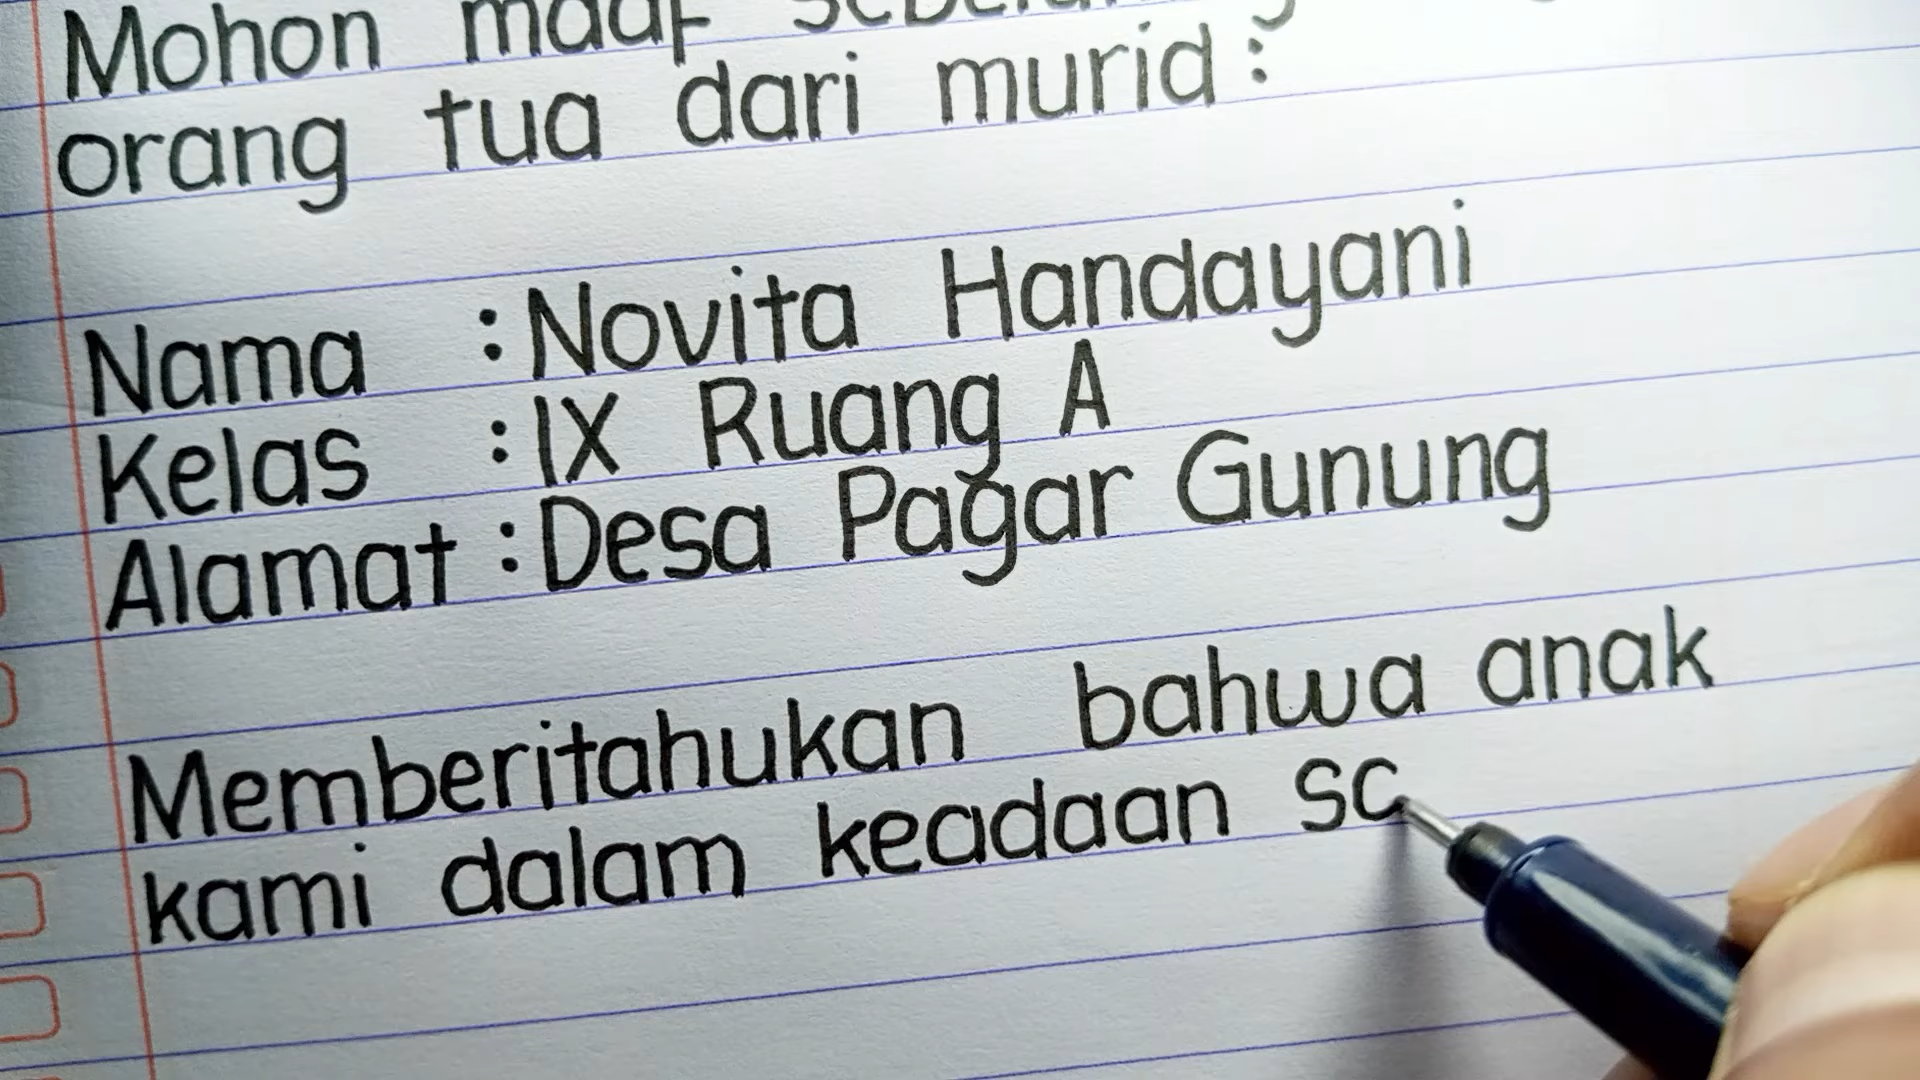 Mohon maaf
orang tua dari murid :
Nama : Novita Handayani
Kelas : IX Ruang A
Alamat : Desa Pagar Gunung
Memberitahukan bahwa anak
kami dalam keadaan sc